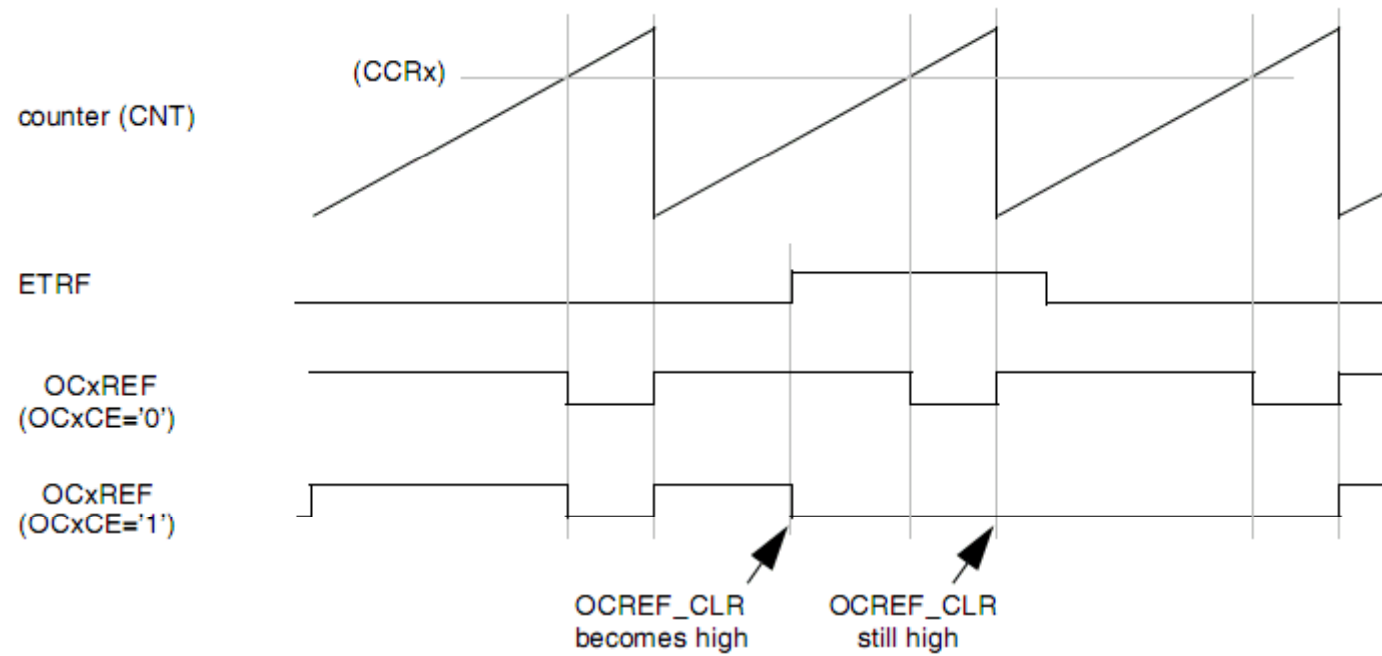 (CCRx)
counter (CNT)
ETRF
OCxREF
(OCxCE='0')
OCxREF
(OCxCE='1')
OCREF_CLR
becomes high
OCREF_CLR
still high